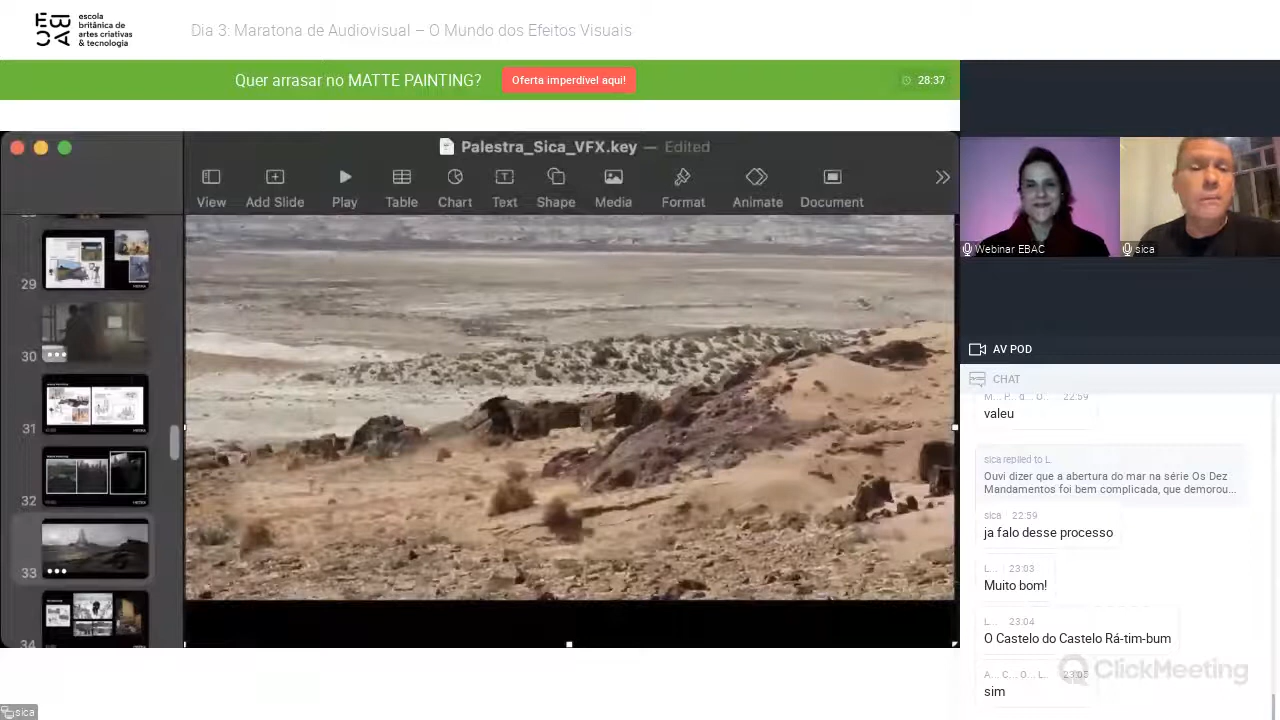 escola
britânica de
artes criativas
& tecnologia
Dia 3: Maratona de Audiovisual – O Mundo dos Efeitos Visuais
Quer arrasar no MATTE PAINTING?
Oferta imperdível aqui!
28:37
Palestra_Sica_VFX.key — Edited
View
Add Slide
Play
Table
Chart
Text
Shape
Media
Format
Animate
Document
29
30
31
32
33
34
Webinar EBAC
sica
AV POD
CHAT
M... P... d... O... 22:59
valeu
sica replied to L.
Ouvi dizer que a abertura do mar na série Os Dez
Mandamentos foi bem complicada, que demorou...
sica 22:59
ja falo desse processo
L... 23:03
Muito bom!
L... 23:04
O Castelo do Castelo Rá-tim-bum
A... C... O... L. 23:05
sim
ClickMeeting
sica